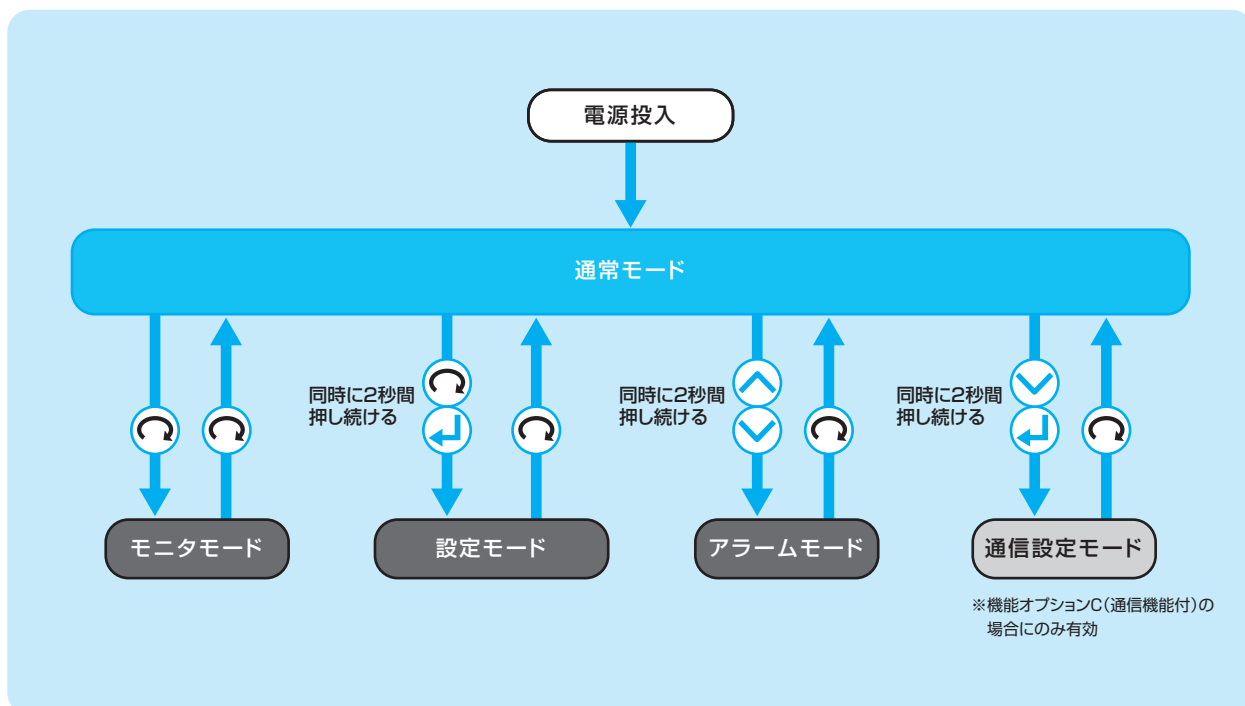 電源投入
通常モード
同時に2秒間
押し続ける
同時に2秒間
押し続ける
同時に2秒間
押し続ける
モニタモード
設定モード
アラームモード
通信設定モード
※機能オプションC(通信機能付)の
場合にのみ有効